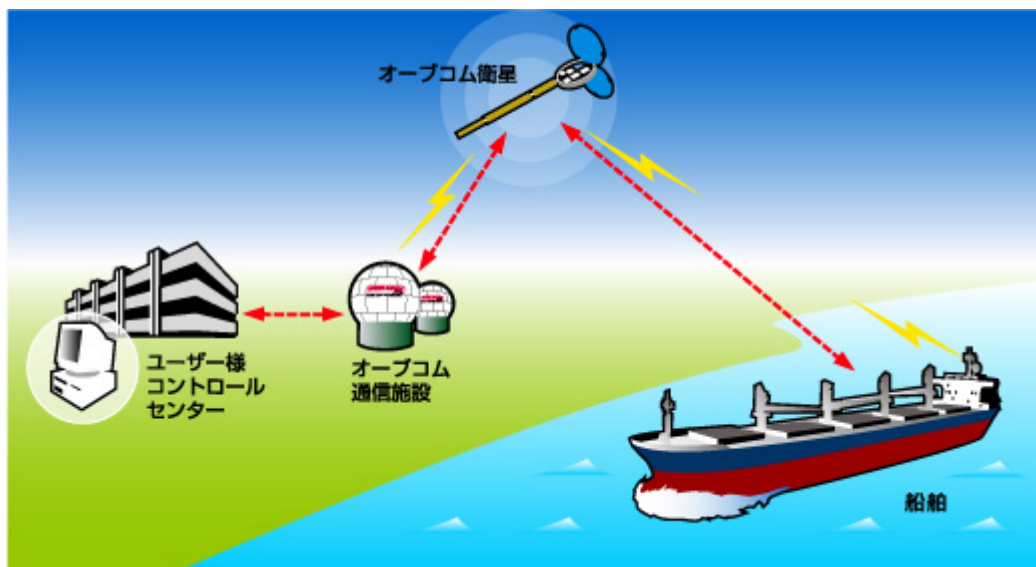 オーブコム衛星
ユーザー様
コントロール
センター
オーブコム
通信施設
船舶